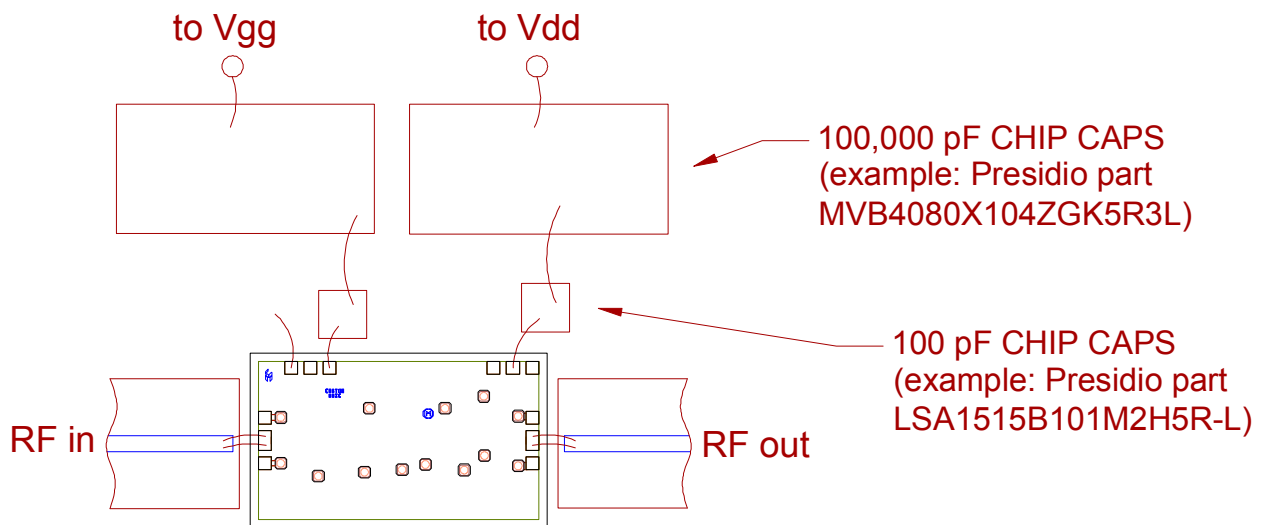 to Vgg
to Vdd
100,000 pF CHIP CAPS
(example: Presidio part
MVB4080X104ZGK5R3L)
100 pF CHIP CAPS
(example: Presidio part
LSA1515B101M2H5R-L)
RF in
RF out